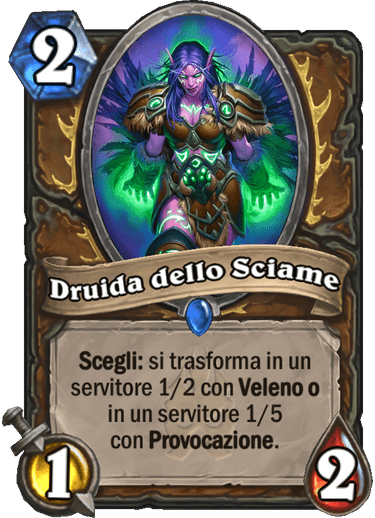 2
Druida dello Sciame
Scegli: si trasforma in un
servitore 1/2 con Veleno o
in un servitore 1/5
con Provocazione.
1
2